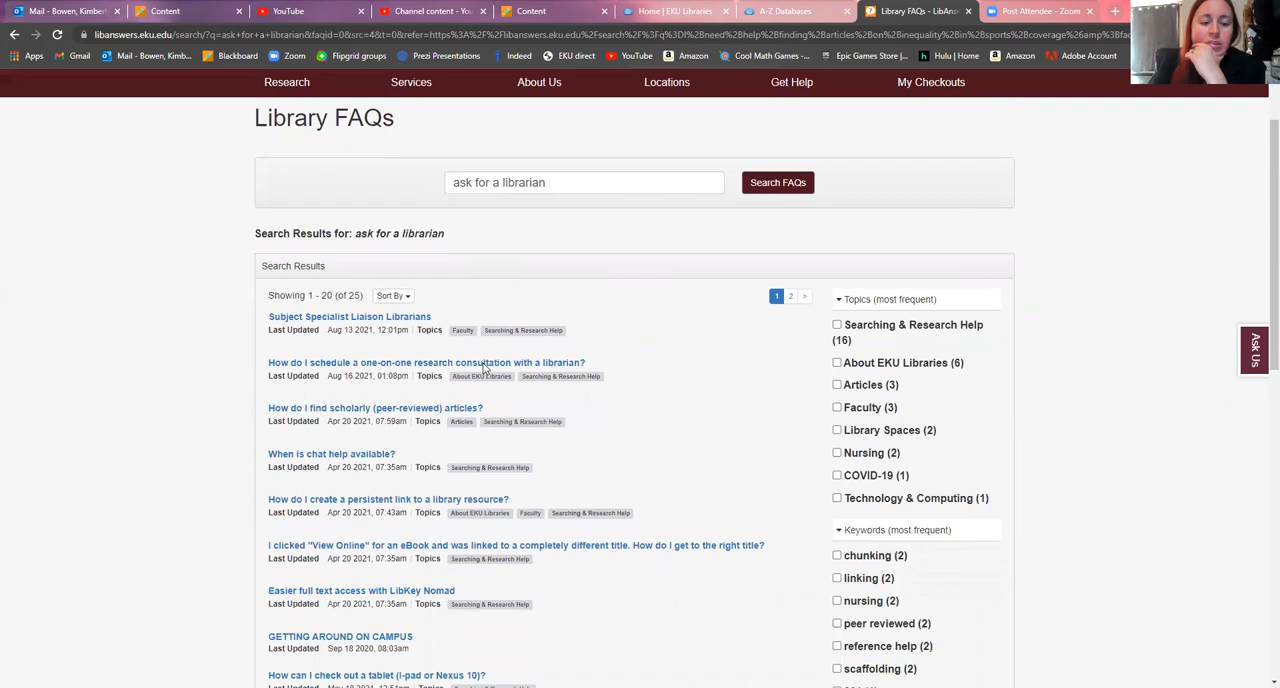 Mail - Bowen, Kimberl Content YouTube Channel content - You Content Home | EKU Libraries A-Z Databases Library FAQs - LibAns Post Attendee - Zoom
Apps Gmail Mail - Bowen, Kimb... Blackboard Zoom Flipgrid groups Prezi Presentations Indeed EKU direct YouTube Amazon Cool Math Games -... Epic Games Store |... Hulu | Home Amazon Adobe Account
Research Services About Us Locations Get Help My Checkouts
Library FAQs
ask for a librarian Search FAQs
Search Results for: ask for a librarian
Search Results
Showing 1 - 20 (of 25) Sort By 1 2 >
Subject Specialist Liaison Librarians
Last Updated Aug 13 2021, 12:01pm | Topics Faculty Searching & Research Help
How do I schedule a one-on-one research consultation with a librarian?
Last Updated Aug 16 2021, 01:08pm | Topics About EKU Libraries Searching & Research Help
How do I find scholarly (peer-reviewed) articles?
Last Updated Apr 20 2021, 07:59am | Topics Articles Searching & Research Help
When is chat help available?
Last Updated Apr 20 2021, 07:35am | Topics Searching & Research Help
How do I create a persistent link to a library resource?
Last Updated Apr 20 2021, 07:43am | Topics About EKU Libraries Faculty Searching & Research Help
I clicked "View Online" for an eBook and was linked to a completely different title. How do I get to the right title?
Last Updated Apr 20 2021, 07:35am | Topics Searching & Research Help
Easier full text access with LibKey Nomad
Last Updated Apr 20 2021, 07:35am | Topics Searching & Research Help
GETTING AROUND ON CAMPUS
Last Updated Sep 18 2020, 08:03am
How can I check out a tablet (I-pad or Nexus 10)?
Topics (most frequent)
Searching & Research Help
(16)
About EKU Libraries (6)
Articles (3)
Faculty (3)
Library Spaces (2)
Nursing (2)
COVID-19 (1)
Technology & Computing (1)
Keywords (most frequent)
chunking (2)
linking (2)
nursing (2)
peer reviewed (2)
reference help (2)
scaffolding (2)
Ask Us